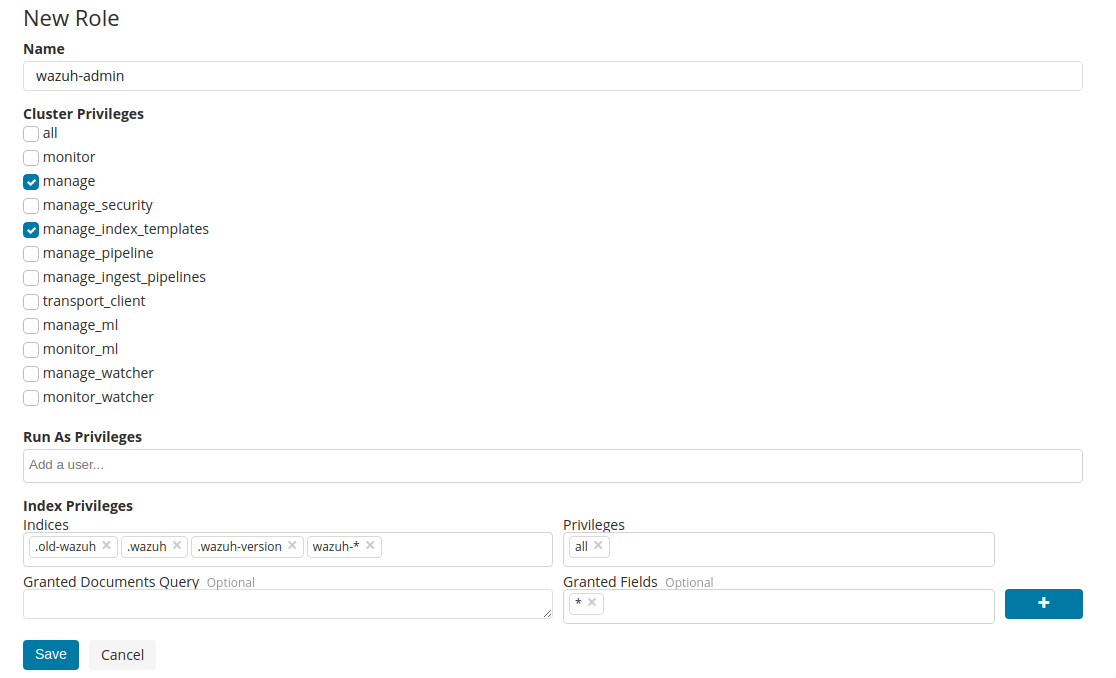 New Role
Name
wazuh-admin
Cluster Privileges
all
monitor
manage
manage_security
manage_index_templates
manage_pipeline
manage_ingest_pipelines
transport_client
manage_ml
monitor_ml
manage_watcher
monitor_watcher
Run As Privileges
Add a user...
Index Privileges
Indices Privileges
.old-wazuh × .wazuh × .wazuh-version × wazuh-* × all ×
Granted Documents Query Optional Granted Fields Optional
* × +
Save Cancel